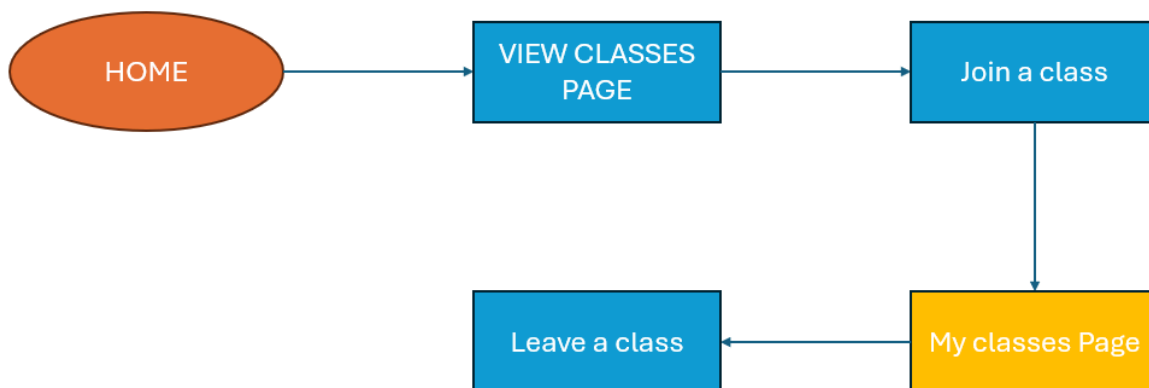 HOME
VIEW CLASSES
PAGE
Join a class
Leave a class
My classes Page